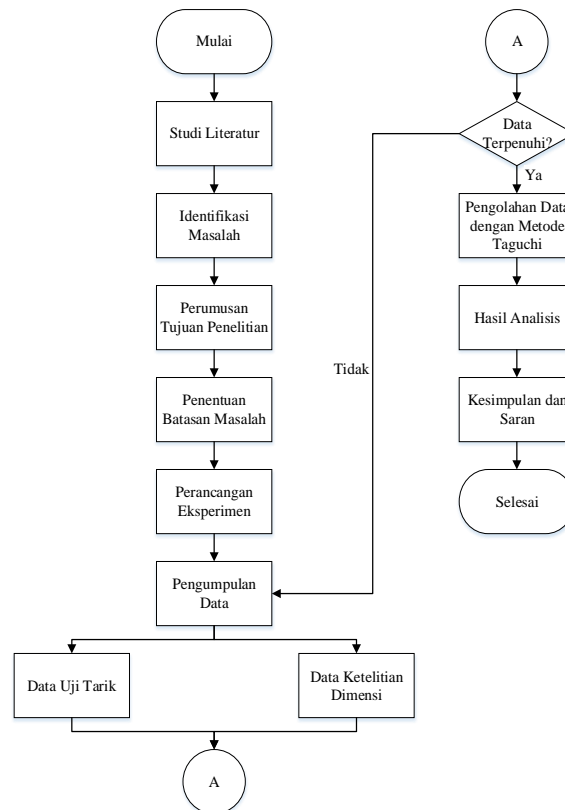 Mulai
Studi Literatur
Identifikasi
Masalah
Perumusan
Tujuan Penelitian
Penentuan
Batasan Masalah
Perancangan
Eksperimen
Pengumpulan
Data
Data Uji Tarik
Data Ketelitian
Dimensi
A
A
Data
Terpenuhi?
Ya
Tidak
Pengolahan Data
dengan Metode
Taguchi
Hasil Analisis
Kesimpulan dan
Saran
Selesai